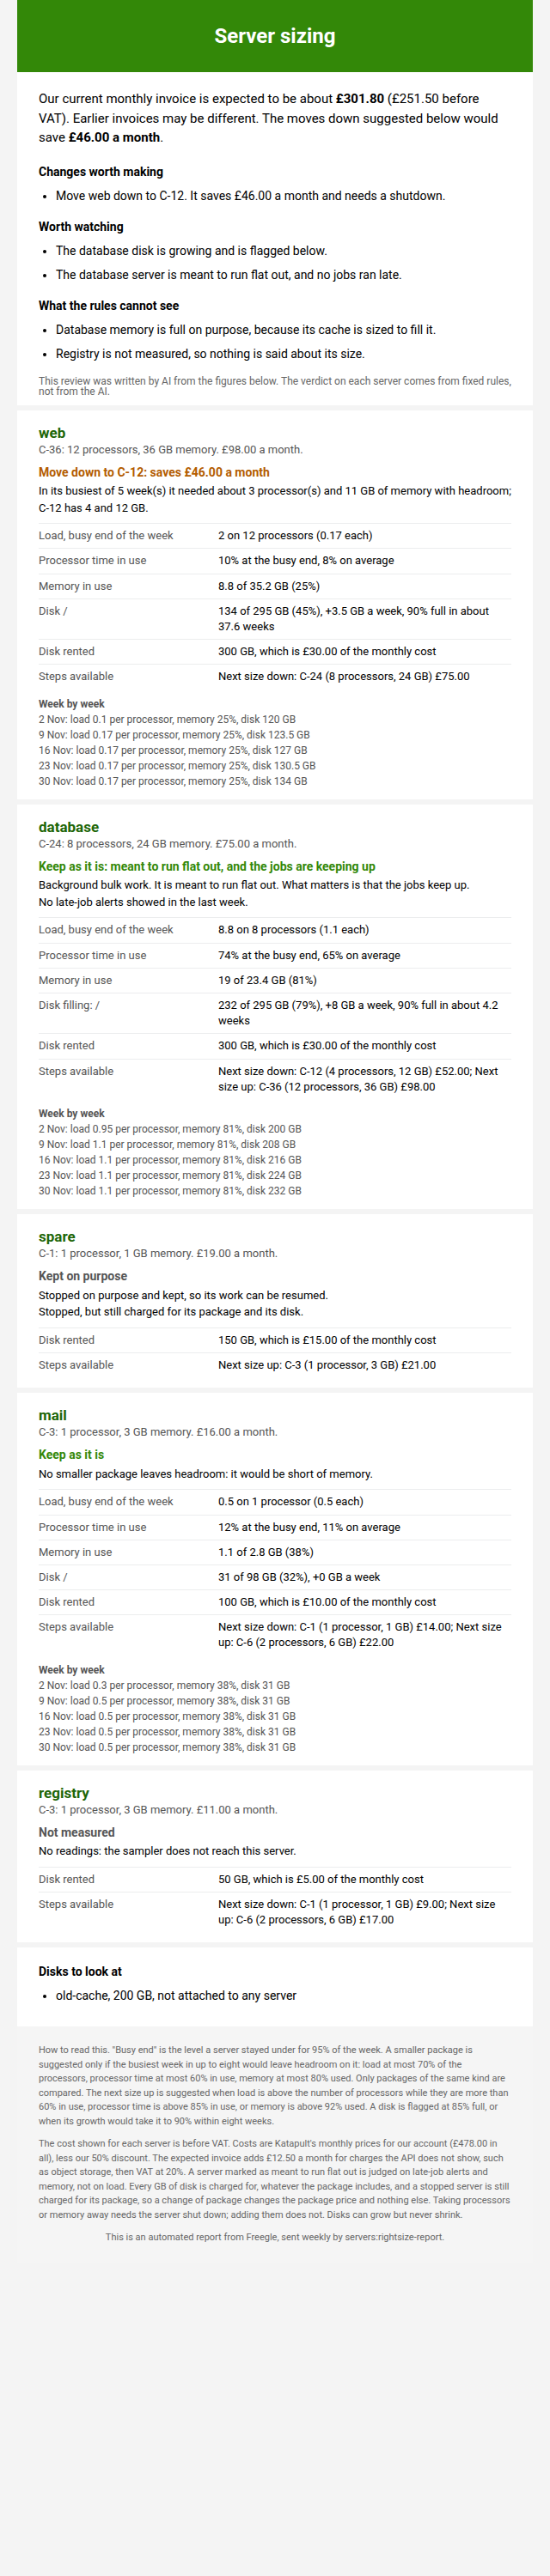 Server sizing
Our current monthly invoice is expected to be about £301.80 (£251.50 before
VAT). Earlier invoices may be different. The moves down suggested below would
save £46.00 a month.
Changes worth making
• Move web down to C-12. It saves £46.00 a month and needs a shutdown.
Worth watching
• The database disk is growing and is flagged below.
• The database server is meant to run flat out, and no jobs ran late.
What the rules cannot see
• Database memory is full on purpose, because its cache is sized to fill it.
• Registry is not measured, so nothing is said about its size.
This review was written by AI from the figures below. The verdict on each server comes from fixed rules,
not from the AI.
web
C-36: 12 processors, 36 GB memory. £98.00 a month.
Move down to C-12: saves £46.00 a month
In its busiest of 5 week(s) it needed about 3 processor(s) and 11 GB of memory with headroom;
C-12 has 4 and 12 GB.
Load, busy end of the week 2 on 12 processors (0.17 each)
Processor time in use 10% at the busy end, 8% on average
Memory in use 8.8 of 35.2 GB (25%)
Disk / 134 of 295 GB (45%), +3.5 GB a week, 90% full in about
37.6 weeks
Disk rented 300 GB, which is £30.00 of the monthly cost
Steps available Next size down: C-24 (8 processors, 24 GB) £75.00
Week by week
2 Nov: load 0.1 per processor, memory 25%, disk 120 GB
9 Nov: load 0.17 per processor, memory 25%, disk 123.5 GB
16 Nov: load 0.17 per processor, memory 25%, disk 127 GB
23 Nov: load 0.17 per processor, memory 25%, disk 130.5 GB
30 Nov: load 0.17 per processor, memory 25%, disk 134 GB
database
C-24: 8 processors, 24 GB memory. £75.00 a month.
Keep as it is: meant to run flat out, and the jobs are keeping up
Background bulk work. It is meant to run flat out. What matters is that the jobs keep up.
No late-job alerts showed in the last week.
Load, busy end of the week 8.8 on 8 processors (1.1 each)
Processor time in use 74% at the busy end, 65% on average
Memory in use 19 of 23.4 GB (81%)
Disk filling: / 232 of 295 GB (79%), +8 GB a week, 90% full in about 4.2
weeks
Disk rented 300 GB, which is £30.00 of the monthly cost
Steps available Next size down: C-12 (4 processors, 12 GB) £52.00; Next
size up: C-36 (12 processors, 36 GB) £98.00
Week by week
2 Nov: load 0.95 per processor, memory 81%, disk 200 GB
9 Nov: load 1.1 per processor, memory 81%, disk 208 GB
16 Nov: load 1.1 per processor, memory 81%, disk 216 GB
23 Nov: load 1.1 per processor, memory 81%, disk 224 GB
30 Nov: load 1.1 per processor, memory 81%, disk 232 GB
spare
C-1: 1 processor, 1 GB memory. £19.00 a month.
Kept on purpose
Stopped on purpose and kept, so its work can be resumed.
Stopped, but still charged for its package and its disk.
Disk rented 150 GB, which is £15.00 of the monthly cost
Steps available Next size up: C-3 (1 processor, 3 GB) £21.00
mail
C-3: 1 processor, 3 GB memory. £16.00 a month.
Keep as it is
No smaller package leaves headroom: it would be short of memory.
Load, busy end of the week 0.5 on 1 processor (0.5 each)
Processor time in use 12% at the busy end, 11% on average
Memory in use 1.1 of 2.8 GB (38%)
Disk / 31 of 98 GB (32%), +0 GB a week
Disk rented 100 GB, which is £10.00 of the monthly cost
Steps available Next size down: C-1 (1 processor, 1 GB) £14.00; Next size
up: C-6 (2 processors, 6 GB) £22.00
Week by week
2 Nov: load 0.3 per processor, memory 38%, disk 31 GB
9 Nov: load 0.5 per processor, memory 38%, disk 31 GB
16 Nov: load 0.5 per processor, memory 38%, disk 31 GB
23 Nov: load 0.5 per processor, memory 38%, disk 31 GB
30 Nov: load 0.5 per processor, memory 38%, disk 31 GB
registry
C-3: 1 processor, 3 GB memory. £11.00 a month.
Not measured
No readings: the sampler does not reach this server.
Disk rented 50 GB, which is £5.00 of the monthly cost
Steps available Next size down: C-1 (1 processor, 1 GB) £9.00; Next size
up: C-6 (2 processors, 6 GB) £17.00
Disks to look at
• old-cache, 200 GB, not attached to any server
How to read this. "Busy end" is the level a server stayed under for 95% of the week. A smaller package is
suggested only if the busiest week in up to eight would leave headroom on it: load at most 70% of the
processors, processor time at most 60% in use, memory at most 80% used. Only packages of the same kind are
compared. The next size up is suggested when load is above the number of processors while they are more than
60% in use, processor time is above 85% in use, or memory is above 92% used. A disk is flagged at 85% full, or
when its growth would take it to 90% within eight weeks.
The cost shown for each server is before VAT. Costs are Katapult's monthly prices for our account (£478.00 in
all), less our 50% discount. The expected invoice adds £12.50 a month for charges the API does not show, such
as object storage, then VAT at 20%. A server marked as meant to run flat out is judged on late-job alerts and
memory, not on load. Every GB of disk is charged for, whatever the package includes, and a stopped server is still
charged for its package, so a change of package changes the package price and nothing else. Taking processors
or memory away needs the server shut down; adding them does not. Disks can grow but never shrink.
This is an automated report from Freegle, sent weekly by servers:rightsize-report.